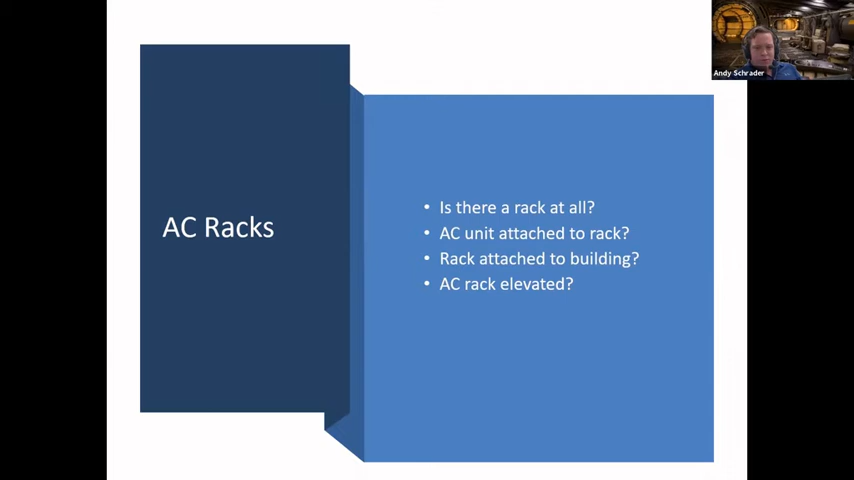 Andy Schrader
AC Racks
• Is there a rack at all?
• AC unit attached to rack?
• Rack attached to building?
• AC rack elevated?